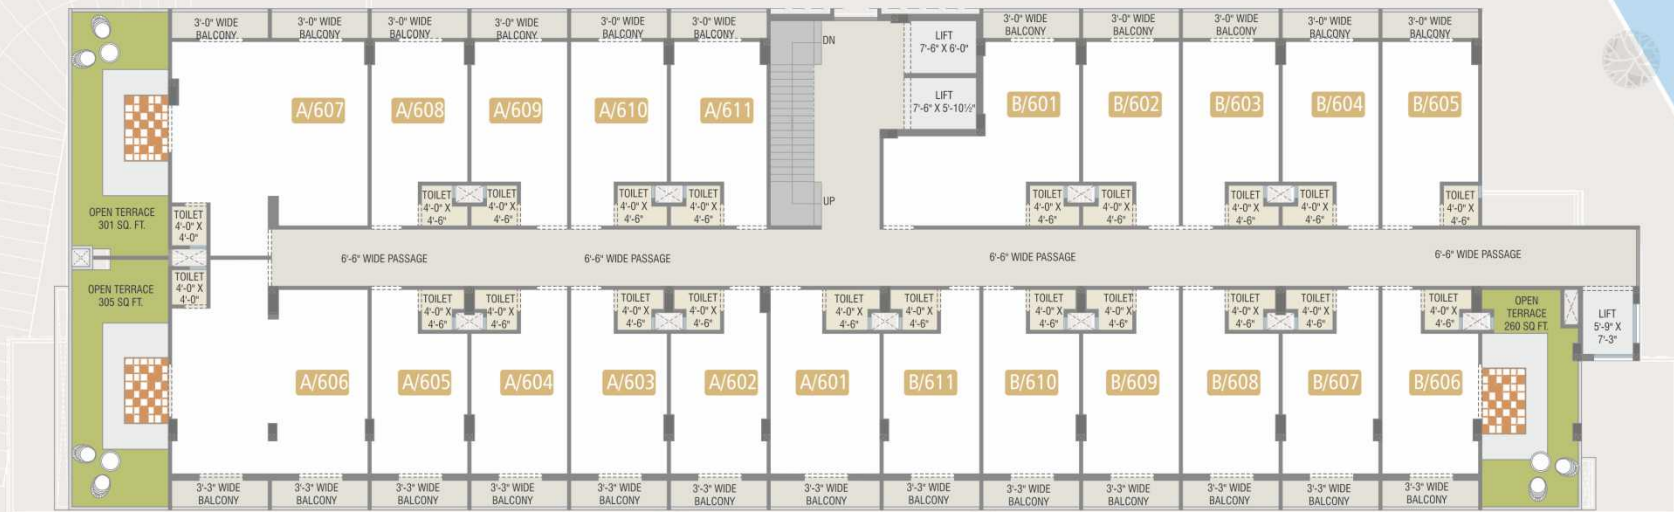 3'-0" WIDE
BALCONY
3'-0" WIDE
BALCONY
3'-0" WIDE
BALCONY
3'-0" WIDE
BALCONY
3'-0" WIDE
BALCONY
3'-0" WIDE
BALCONY
3'-0" WIDE
BALCONY
3'-0" WIDE
BALCONY
3'-0" WIDE
BALCONY
3'-0" WIDE
BALCONY
3'-0" WIDE
BALCONY
DN
LIFT
7'-6" X 6'-0"
LIFT
7'-6" X 5'-10½"
A/607
A/608
A/609
A/610
A/611
B/601
B/602
B/603
B/604
B/605
UP
OPEN TERRACE
301 SQ. FT.
TOILET
4'-0" X
4'-0"
TOILET
4'-0" X
4'-6"
TOILET
4'-0" X
4'-6"
TOILET
4'-0" X
4'-6"
TOILET
4'-0" X
4'-6"
TOILET
4'-0" X
4'-6"
TOILET
4'-0" X
4'-6"
TOILET
4'-0" X
4'-6"
TOILET
4'-0" X
4'-6"
TOILET
4'-0" X
4'-6"
6'-6" WIDE PASSAGE
6'-6" WIDE PASSAGE
6'-6" WIDE PASSAGE
6'-6" WIDE PASSAGE
OPEN TERRACE
305 SQ FT.
TOILET
4'-0" X
4'-0"
TOILET
4'-0" X
4'-6"
TOILET
4'-0" X
4'-6"
TOILET
4'-0" X
4'-6"
TOILET
4'-0" X
4'-6"
TOILET
4'-0" X
4'-6"
TOILET
4'-0" X
4'-6"
TOILET
4'-0" X
4'-6"
TOILET
4'-0" X
4'-6"
TOILET
4'-0" X
4'-6"
TOILET
4'-0" X
4'-6"
TOILET
4'-0" X
4'-6"
OPEN
TERRACE
260 SQ FT.
LIFT
5'-9" X
7'-3"
A/606
A/605
A/604
A/603
A/602
A/601
B/611
B/610
B/609
B/608
B/607
B/606
3'-3" WIDE
BALCONY
3'-3" WIDE
BALCONY
3'-3" WIDE
BALCONY
3'-3" WIDE
BALCONY
3'-3" WIDE
BALCONY
3'-3" WIDE
BALCONY
3'-3" WIDE
BALCONY
3'-3" WIDE
BALCONY
3'-3" WIDE
BALCONY
3'-3" WIDE
BALCONY
3'-3" WIDE
BALCONY
3'-3" WIDE
BALCONY
3'-3" WIDE
BALCONY